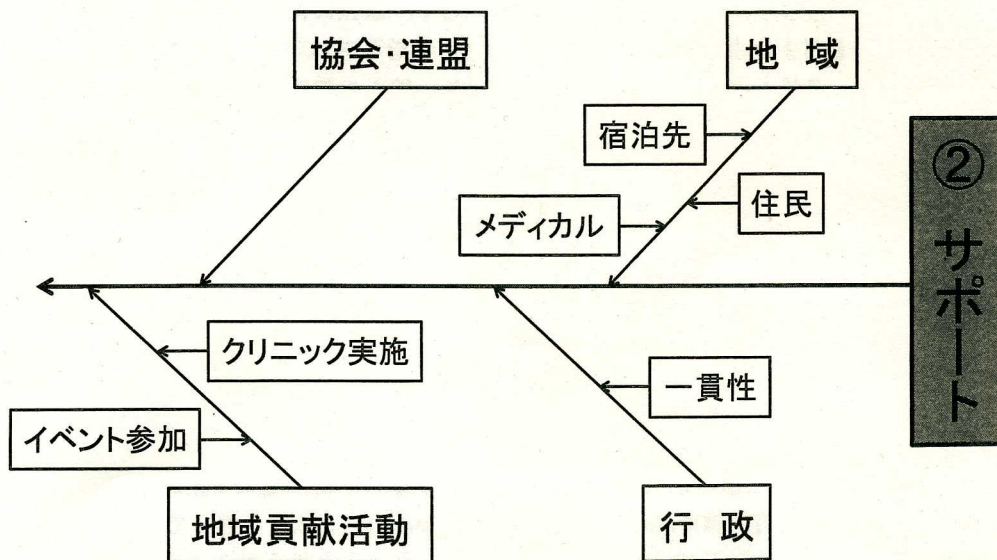 協会・連盟
地域
宿泊先
住民
メディカル
② サポート
クリニック実施
一貫性
イベント参加
地域貢献活動
行政